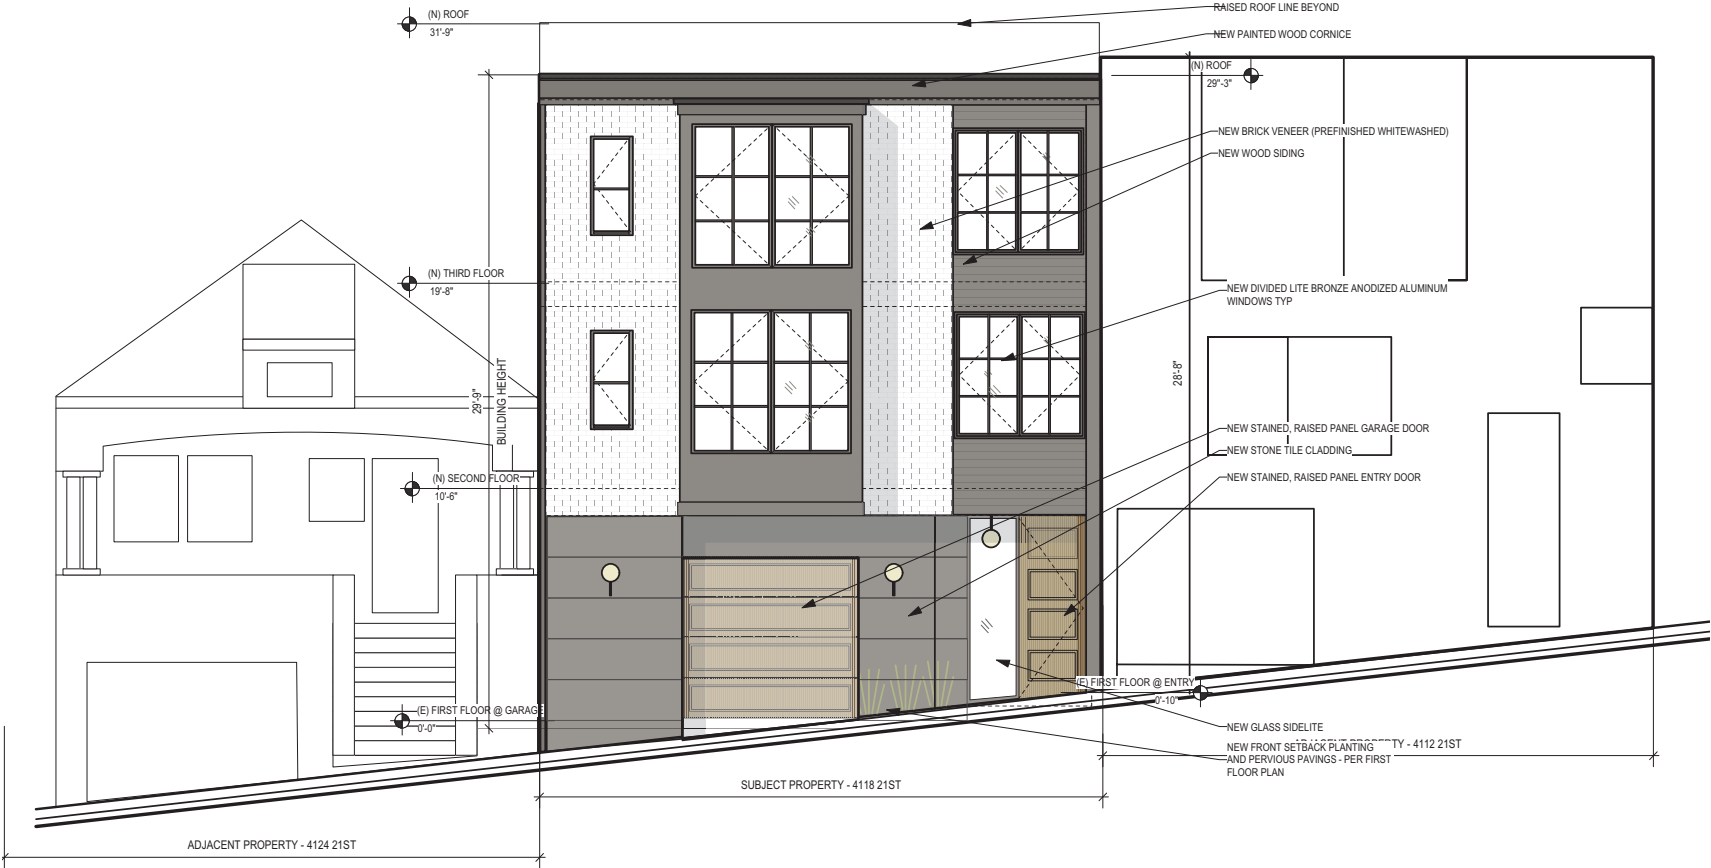 RAISED ROOF LINE BEYOND
(N) ROOF
31'-9"
NEW PAINTED WOOD CORNICE
(N) ROOF
29"-3"
NEW BRICK VENEER (PREFINISHED WHITEWASHED)
NEW WOOD SIDING
(N) THIRD FLOOR
19'-8"
NEW DIVIDED LITE BRONZE ANODIZED ALUMINUM
WINDOWS TYP
29'-9"
BUILDING HEIGHT
28'-8"
NEW STAINED, RAISED PANEL GARAGE DOOR
NEW STONE TILE CLADDING
(N) SECOND FLOOR
10'-6"
NEW STAINED, RAISED PANEL ENTRY DOOR
(E) FIRST FLOOR @ ENTRY
0'-10"
(E) FIRST FLOOR @ GARAGE
0'-0"
NEW GLASS SIDELITE
NEW FRONT SETBACK PLANTING
AND PERVIOUS PAVINGS - PER FIRST
FLOOR PLAN
TY - 4112 21ST
SUBJECT PROPERTY - 4118 21ST
ADJACENT PROPERTY - 4124 21ST